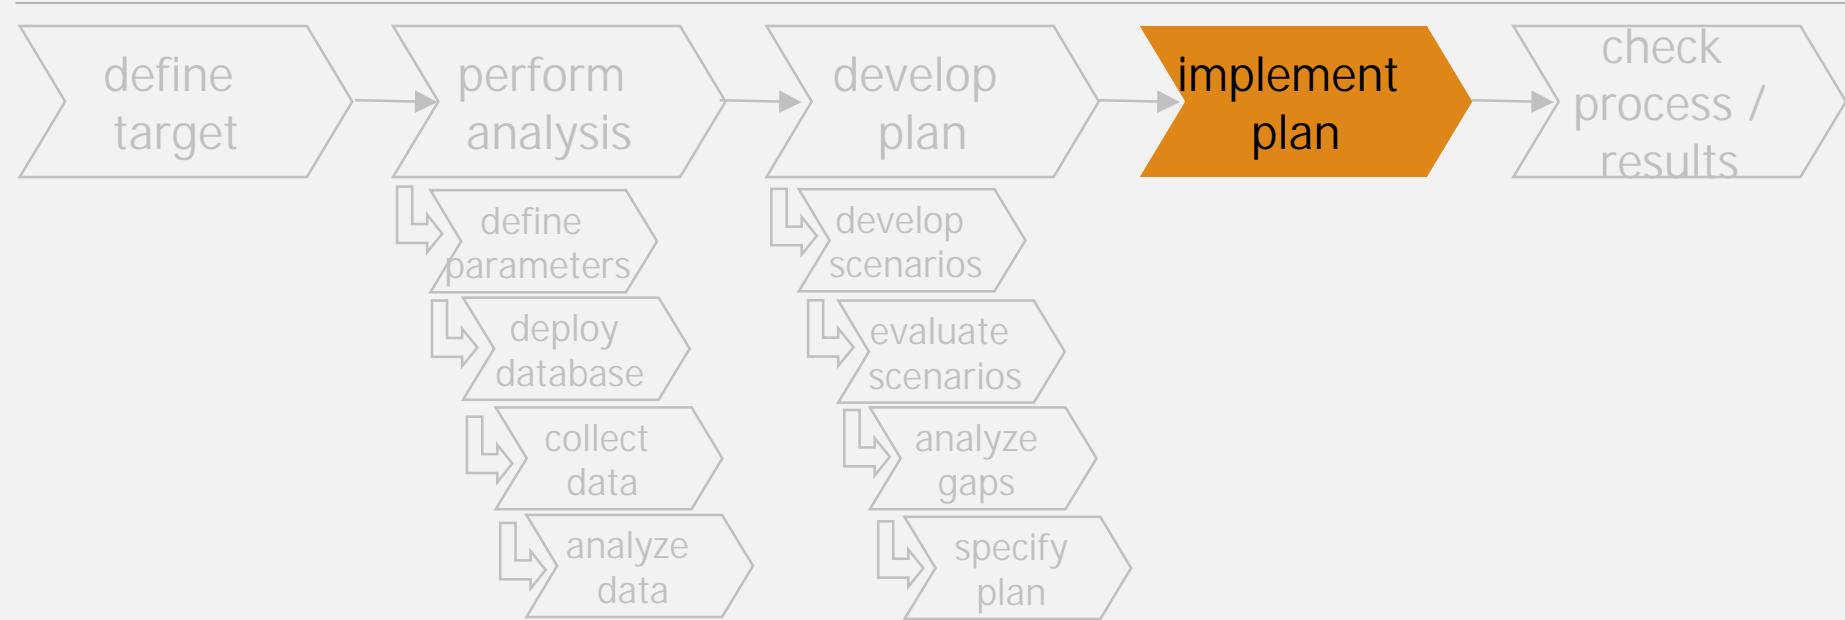 define
target
perform
analysis
develop
plan
implement
plan
check
process /
results
define
parameters
deploy
database
collect
data
analyze
data
develop
scenarios
evaluate
scenarios
analyze
gaps
specify
plan